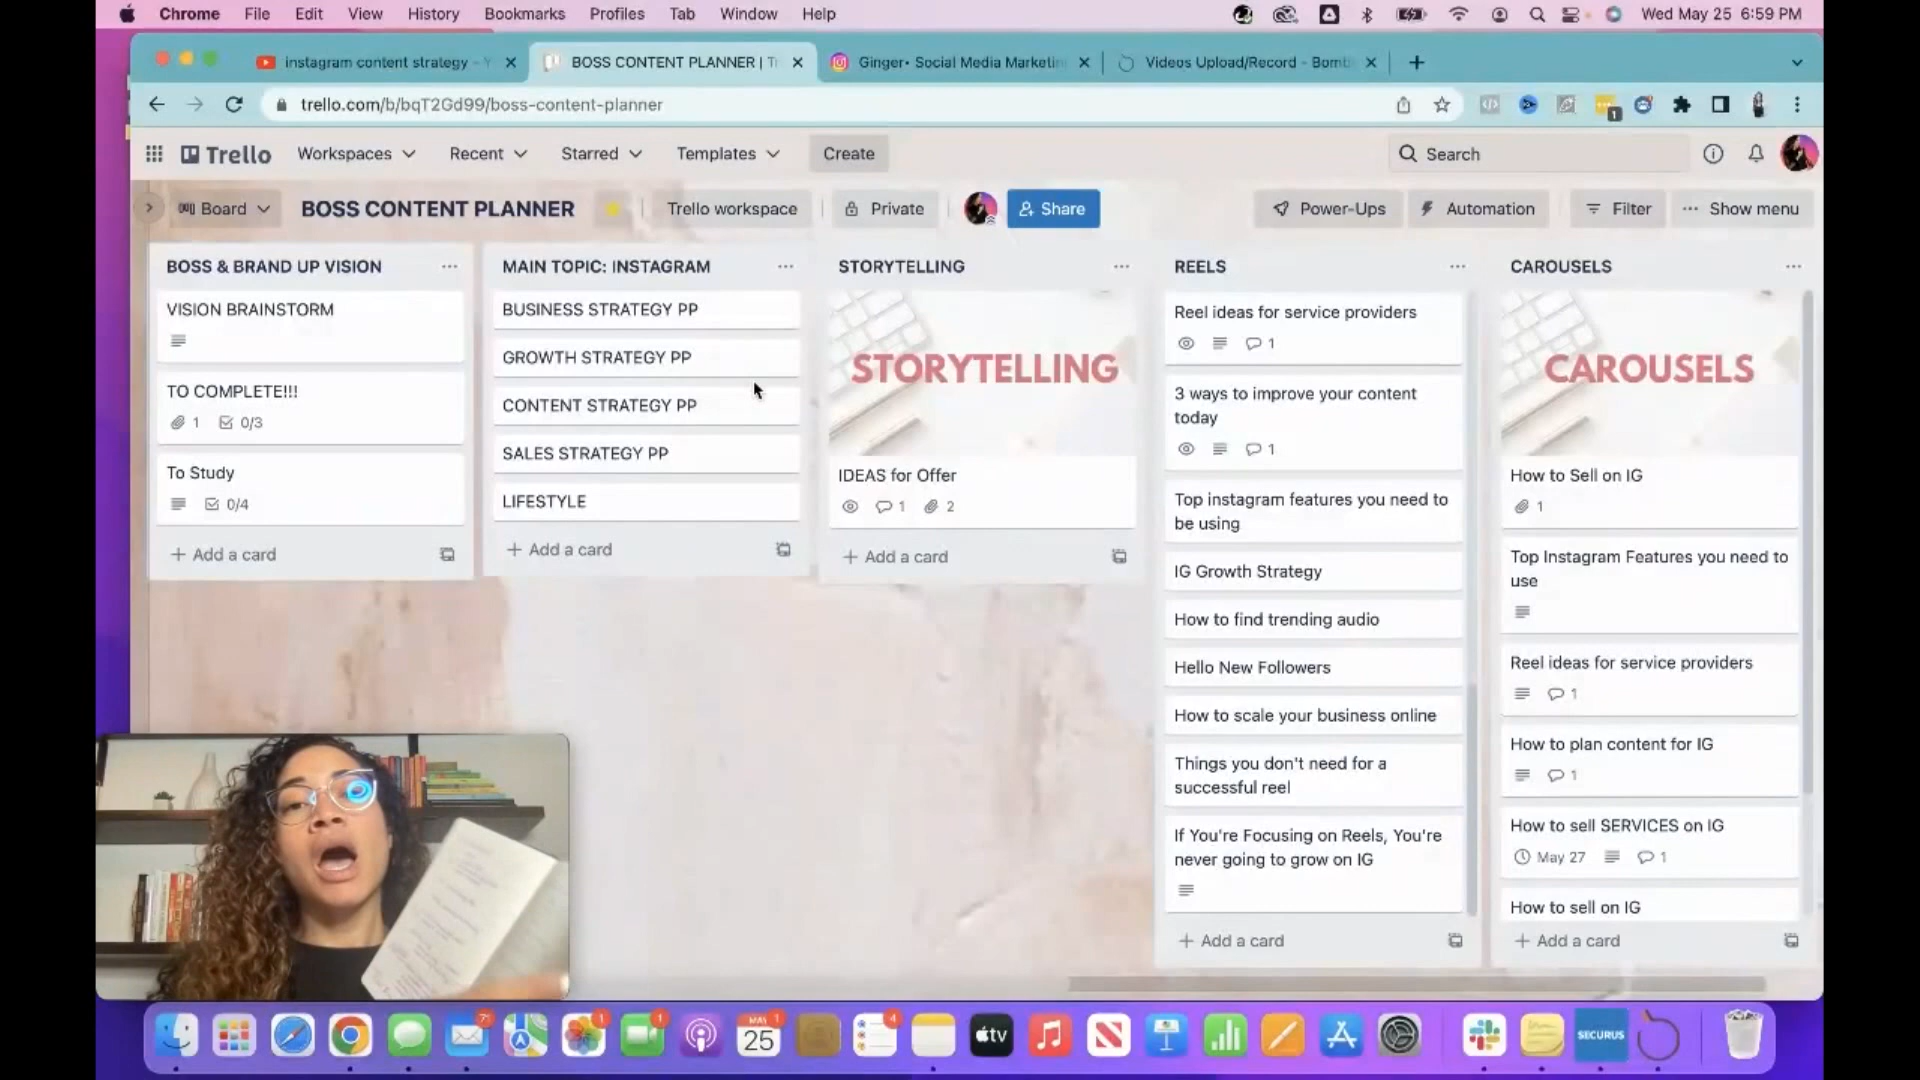 Chrome File Edit View History Bookmarks Profiles Tab Window Help Wed May 25 6:59 PM
instagram content strategy - Y BOSS CONTENT PLANNER | Tr Ginger• Social Media Marketin Videos Upload/Record - Bomb
trello.com/b/bqT2Gd99/boss-content-planner 1
Trello Workspaces Recent Starred Templates Create Search
Board BOSS CONTENT PLANNER Trello workspace Private Share Power-Ups Automation Filter Show menu
BOSS & BRAND UP VISION
VISION BRAINSTORM
TO COMPLETE!!!
1 0/3
To Study
0/4
+ Add a card
MAIN TOPIC: INSTAGRAM
BUSINESS STRATEGY PP
GROWTH STRATEGY PP
CONTENT STRATEGY PP
SALES STRATEGY PP
LIFESTYLE
+ Add a card
STORYTELLING
STORYTELLING
IDEAS for Offer
1 2
+ Add a card
REELS
Reel ideas for service providers
1
3 ways to improve your content
today
1
Top instagram features you need to
be using
IG Growth Strategy
How to find trending audio
Hello New Followers
How to scale your business online
Things you don't need for a
successful reel
If You're Focusing on Reels, You're
never going to grow on IG
+ Add a card
CAROUSELS
CAROUSELS
How to Sell on IG
1
Top Instagram Features you need to
use
Reel ideas for service providers
1
How to plan content for IG
1
How to sell SERVICES on IG
May 27 1
How to sell on IG
+ Add a card
7 1 1 MAY 1 25 4 tv SECURUS